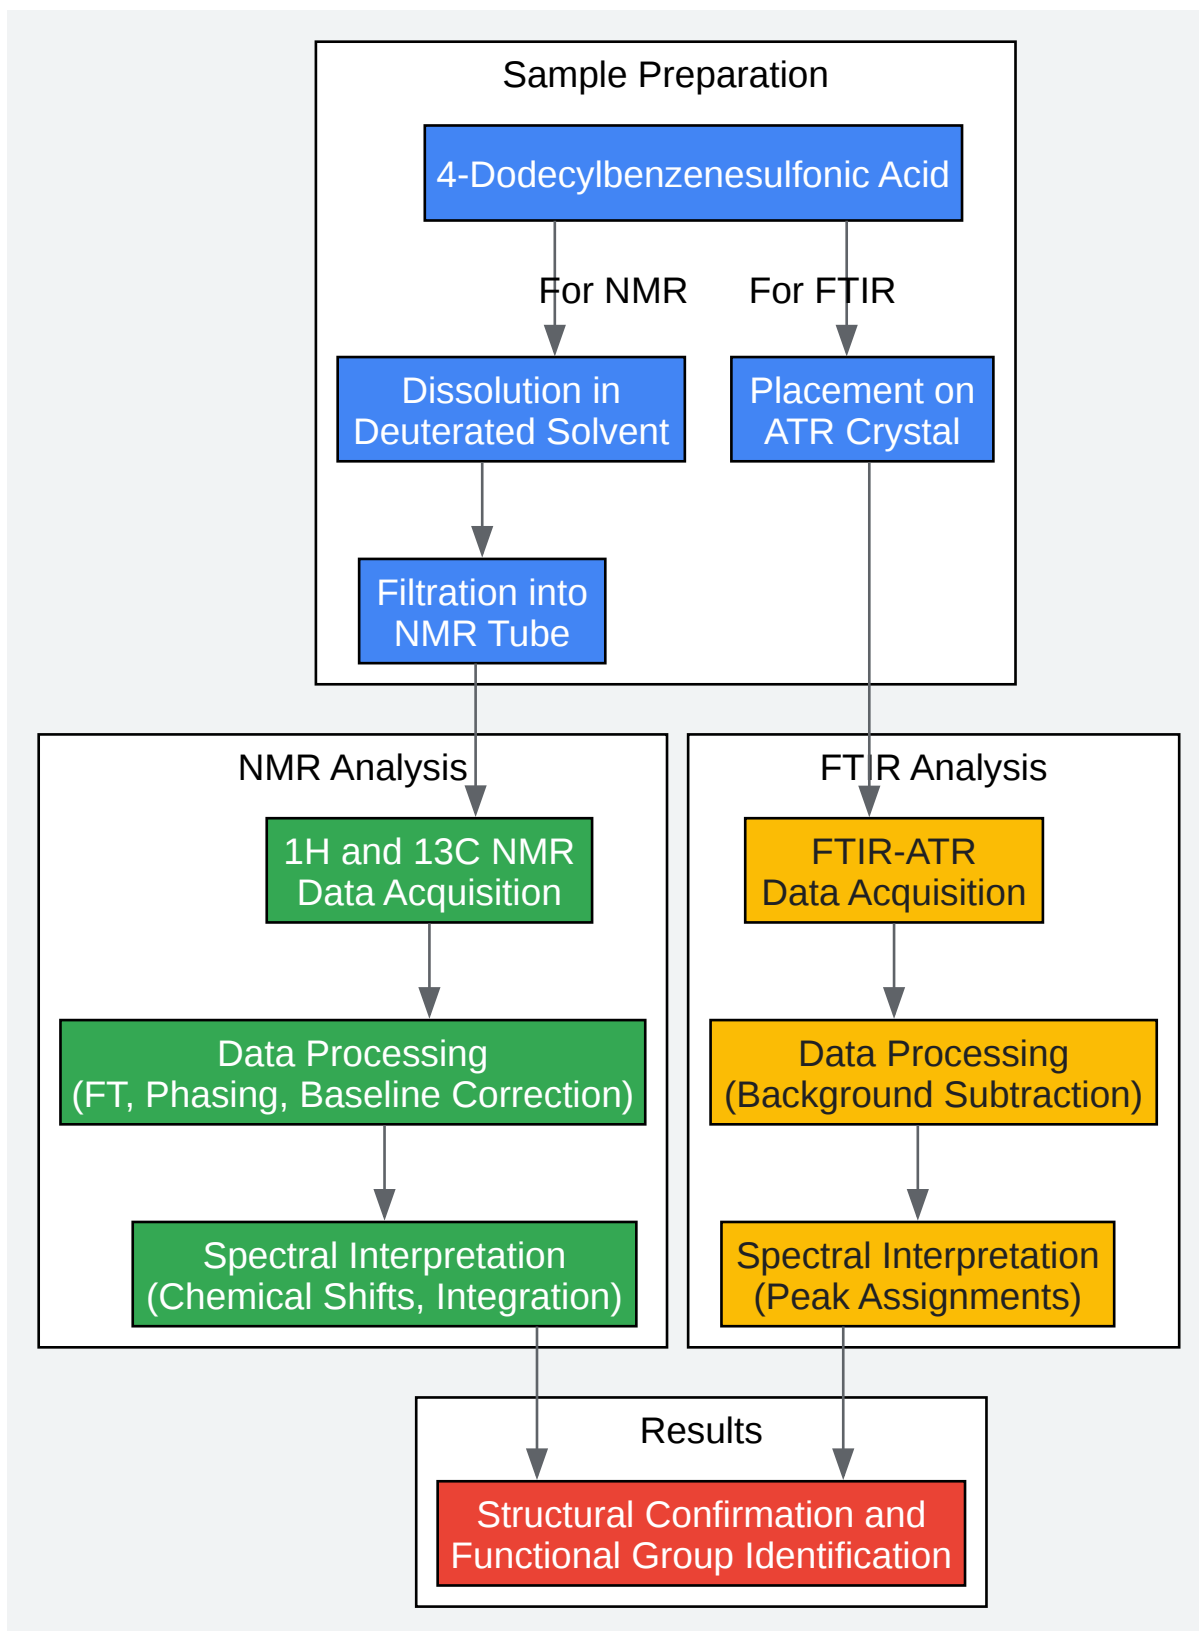 Sample Preparation
4-Dodecylbenzenesulfonic Acid
For NMR
For FTIR
Dissolution in
Deuterated Solvent
Placement on
ATR Crystal
Filtration into
NMR Tube
NMR Analysis
1H and 13C NMR
Data Acquisition
Data Processing
(FT, Phasing, Baseline Correction)
Spectral Interpretation
(Chemical Shifts, Integration)
FTIR Analysis
FTIR-ATR
Data Acquisition
Data Processing
(Background Subtraction)
Spectral Interpretation
(Peak Assignments)
Results
Structural Confirmation and
Functional Group Identification